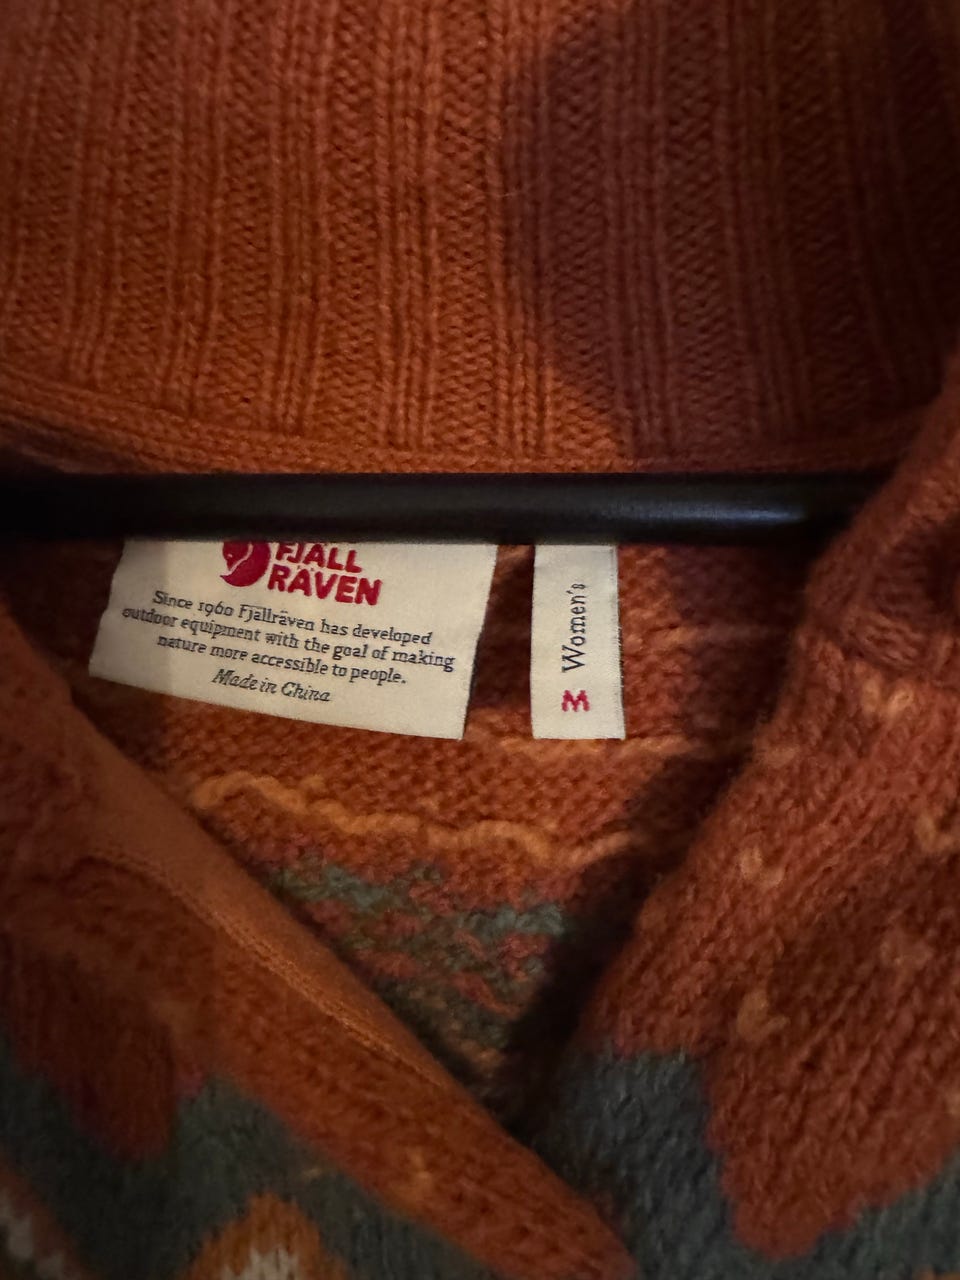 FJÄLL
RÄVEN
Since 1960 Fjällräven has developed
outdoor equipment with the goal of making
nature more accessible to people.
Made in China
Women's
M